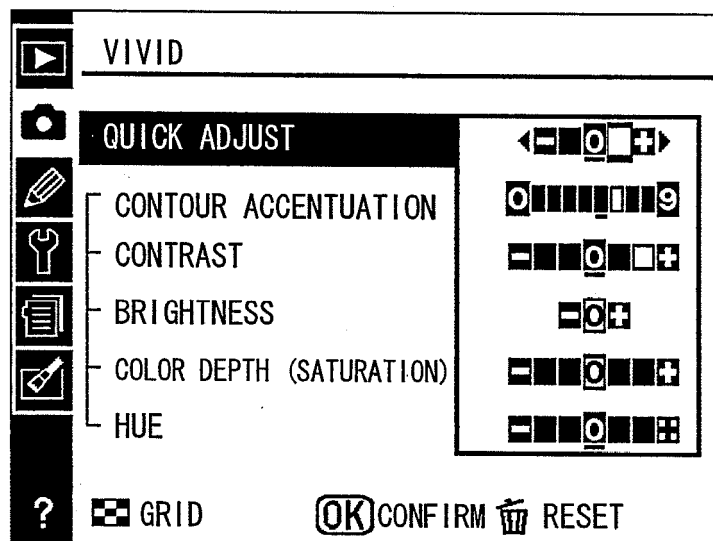 VIVID
QUICK ADJUST - 0 +
CONTOUR ACCENTUATION 0 9
CONTRAST - 0 +
BRIGHTNESS - 0 +
COLOR DEPTH (SATURATION) - 0 +
HUE - 0 +
? GRID OK CONFIRM RESET